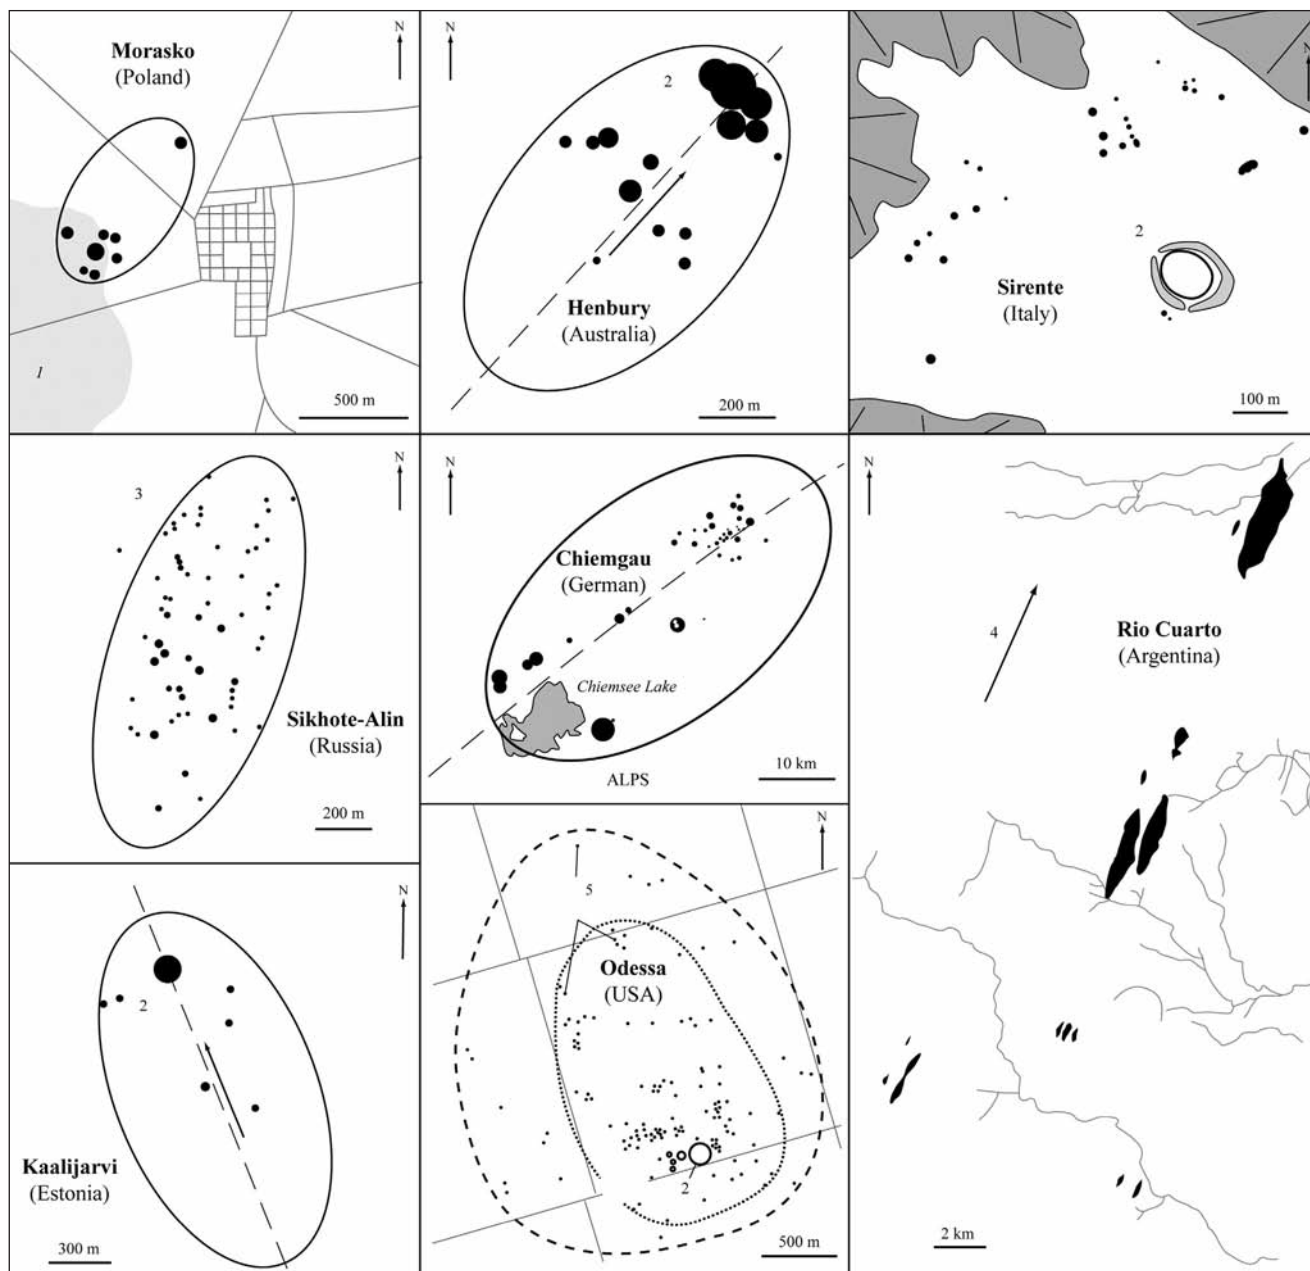 N
Morasko
(Poland)
1
500 m
N
2
Henbury
(Australia)
200 m
N
2
Sirente
(Italy)
100 m
N
3
Sikhote-Alin
(Russia)
200 m
N
Chiemgau
(German)
Chiemsee Lake
ALPS
10 km
N
4
Rio Cuarto
(Argentina)
2 km
N
2
Kaalijarvi
(Estonia)
300 m
N
5
Odessa
(USA)
2
500 m